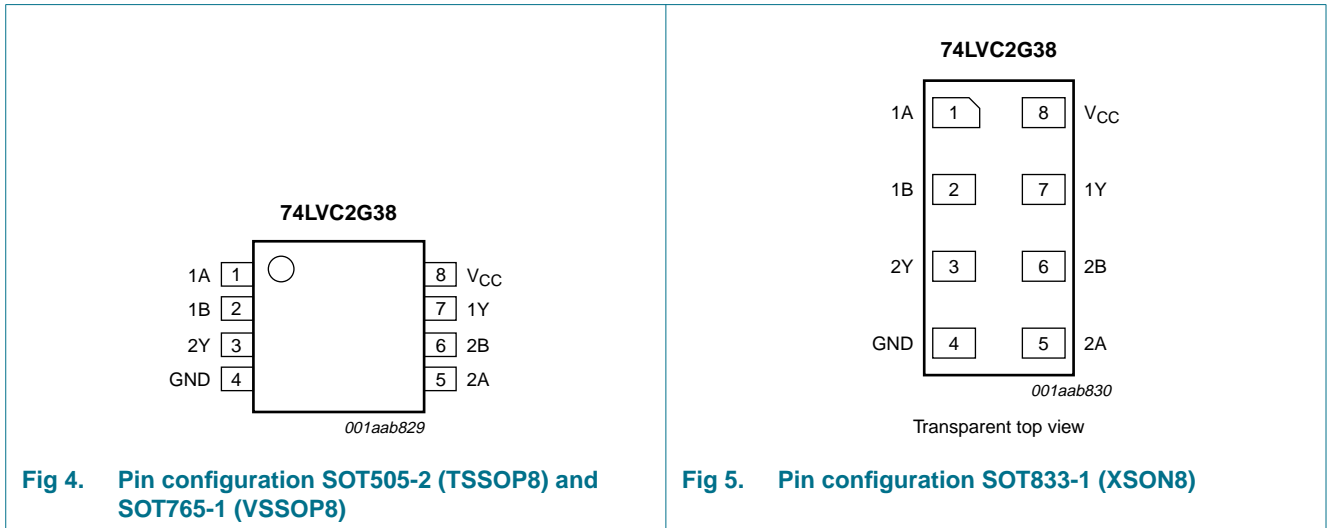 74LVC2G38
1A 1 8 VCC
1B 2 7 1Y
2Y 3 6 2B
GND 4 5 2A
001aab829
Fig 4. Pin configuration SOT505-2 (TSSOP8) and
SOT765-1 (VSSOP8)
74LVC2G38
1A 1 8 VCC
1B 2 7 1Y
2Y 3 6 2B
GND 4 5 2A
001aab830
Transparent top view
Fig 5. Pin configuration SOT833-1 (XSON8)